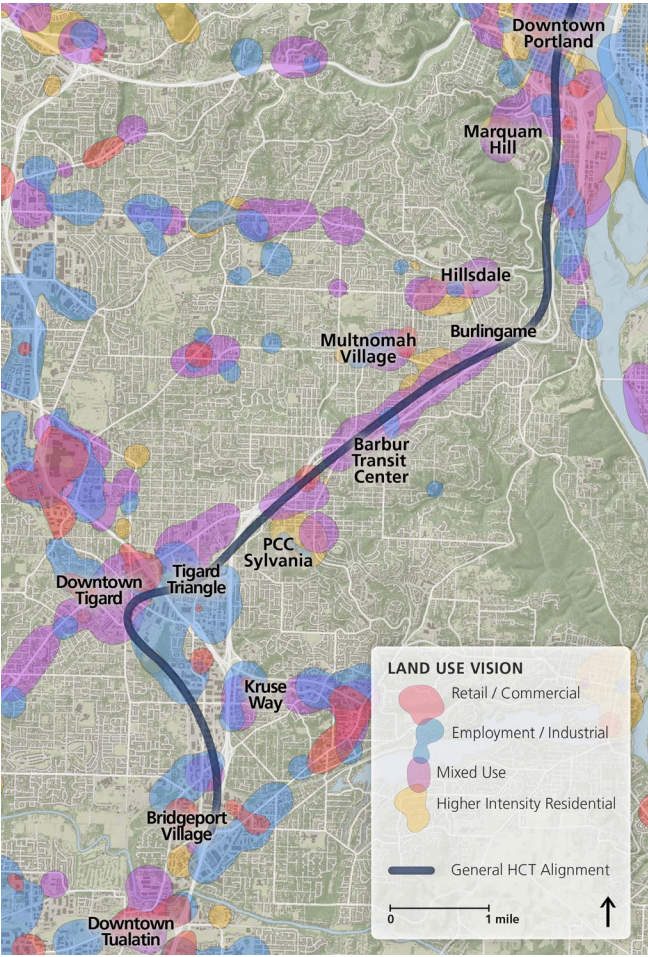 Downtown
Portland
Marquam
Hill
Hillsdale
Burlingame
Multnomah
Village
Barbur
Transit
Center
PCC
Sylvania
Tigard
Triangle
Downtown
Tigard
Kruse
Way
Bridgeport
Village
Downtown
Tualatin
LAND USE VISION
Retail / Commercial
Employment / Industrial
Mixed Use
Higher Intensity Residential
General HCT Alignment
0 1 mile